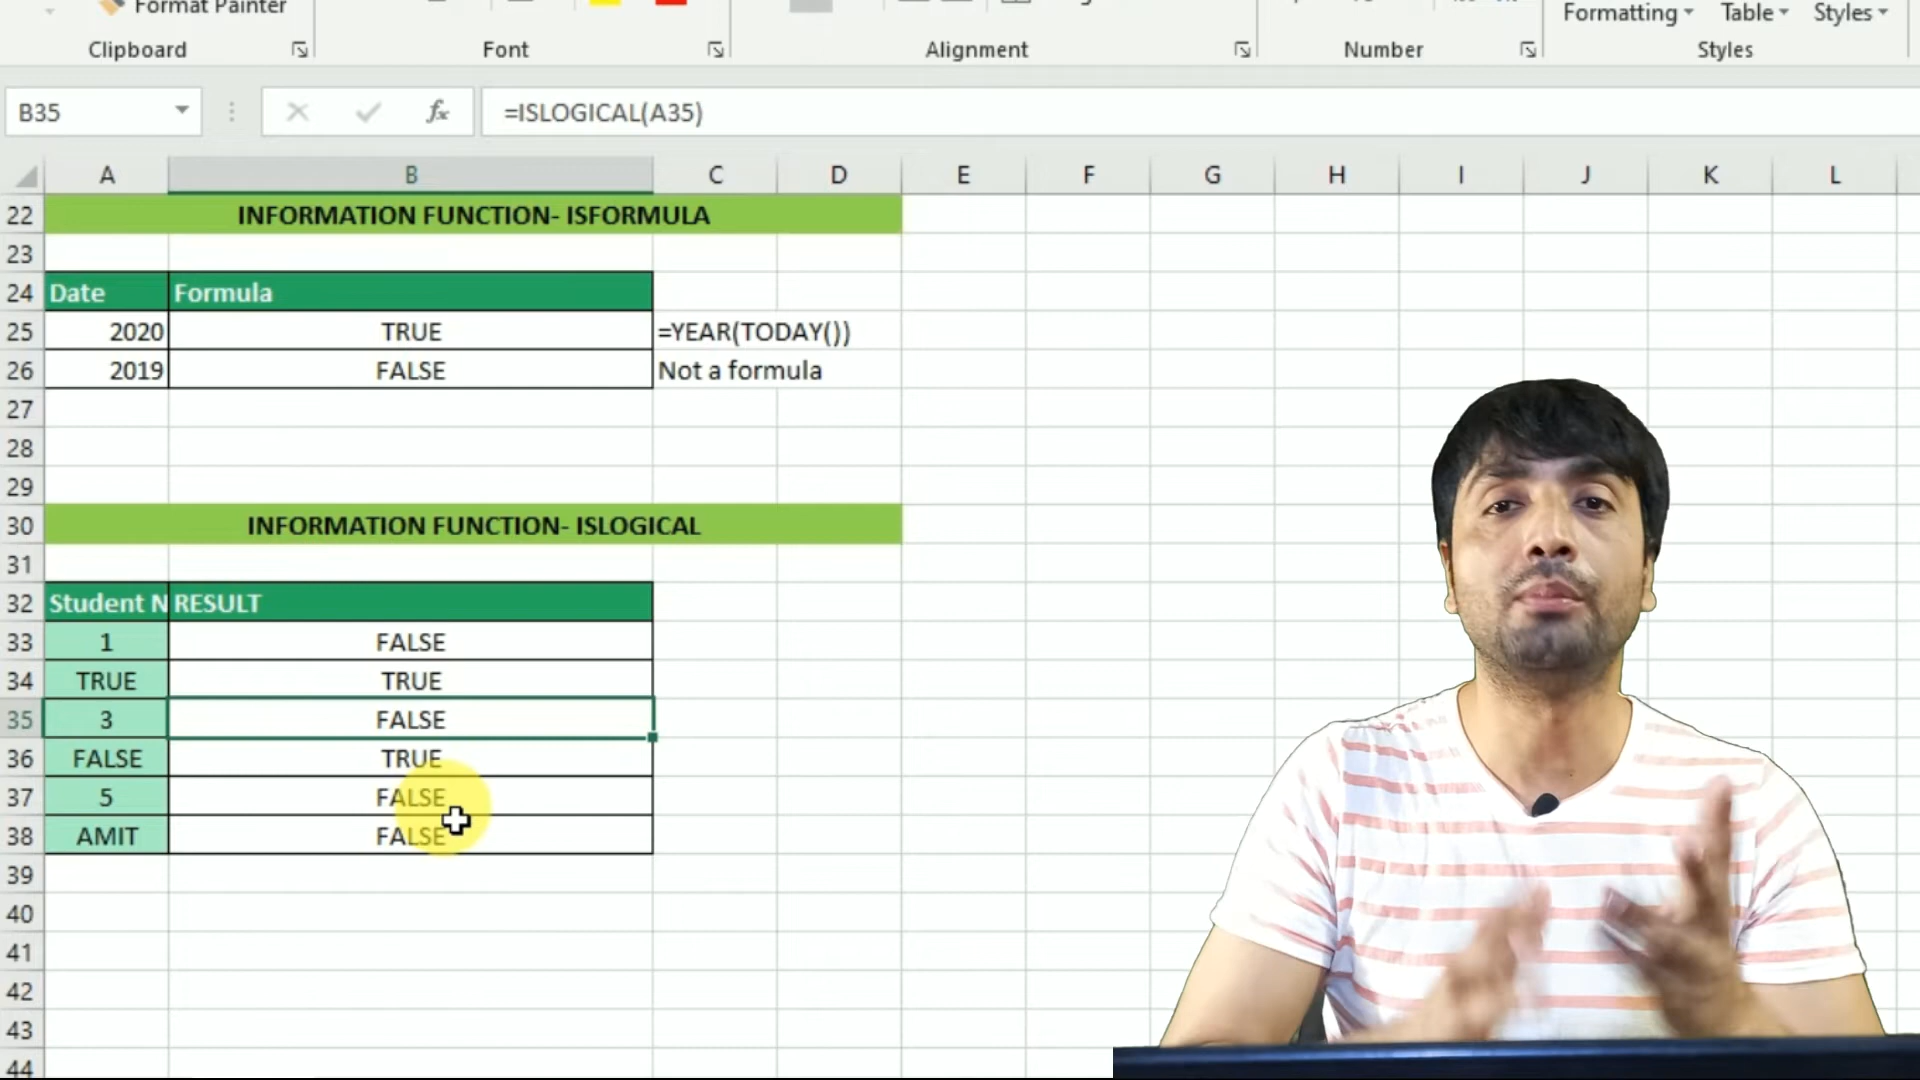 Format Painter
Formatting Table Styles
Clipboard Font Alignment Number Styles
B35 fx =ISLOGICAL(A35)
A B C D E F G H I J K L
22 INFORMATION FUNCTION- ISFORMULA
23
24 Date Formula
25 2020 TRUE =YEAR(TODAY())
26 2019 FALSE Not a formula
27
28
29
30 INFORMATION FUNCTION- ISLOGICAL
31
32 Student N RESULT
33 1 FALSE
34 TRUE TRUE
35 3 FALSE
36 FALSE TRUE
37 5 FALSE
38 AMIT FALSE
39
40
41
42
43
44